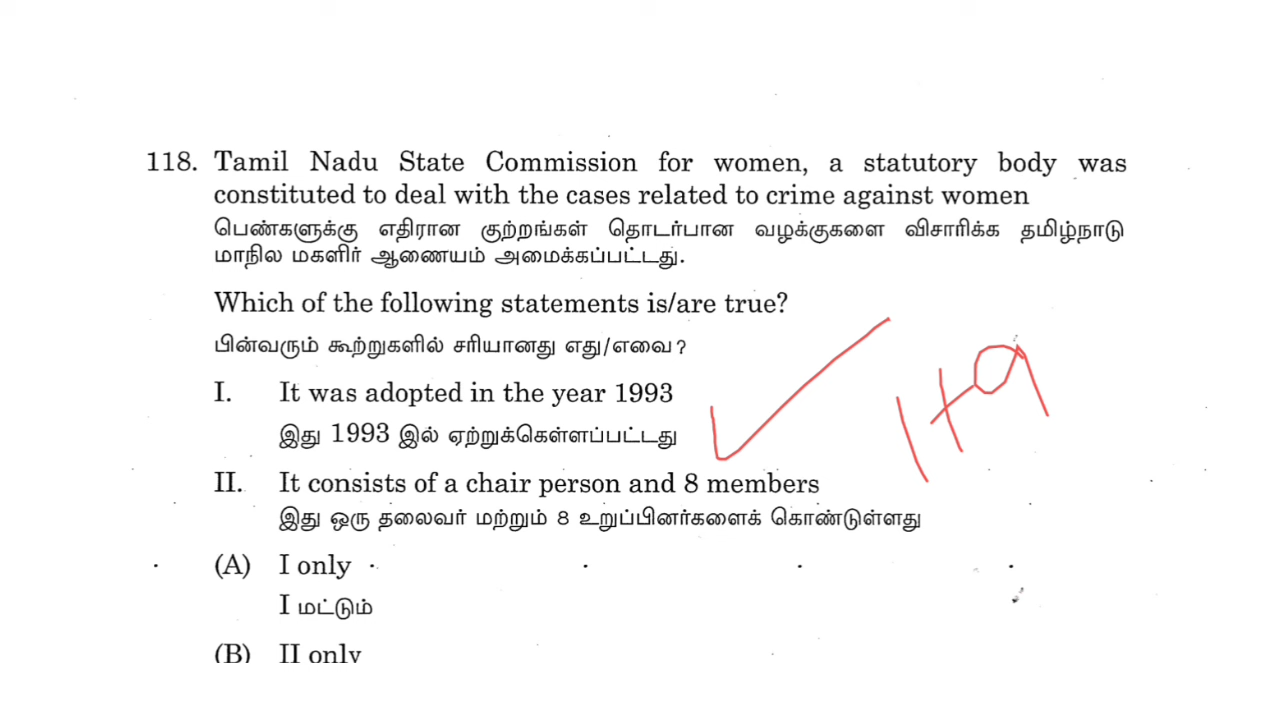 118. Tamil Nadu State Commission for women, a statutory body was
constituted to deal with the cases related to crime against women
பெண்களுக்கு எதிரான குற்றங்கள் தொடர்பான வழக்குகளை விசாரிக்க தமிழ்நாடு
மாநில மகளிர் ஆணையம் அமைக்கப்பட்டது.
Which of the following statements is/are true?
பின்வரும் கூற்றுகளில் சரியானது எது/எவை?
I. It was adopted in the year 1993
இது 1993 இல் ஏற்றுக்கெள்ளப்பட்டது
1+9
II. It consists of a chair person and 8 members
இது ஒரு தலைவர் மற்றும் 8 உறுப்பினர்களைக் கொண்டுள்ளது
(A) I only
I மட்டும்
(B) II only